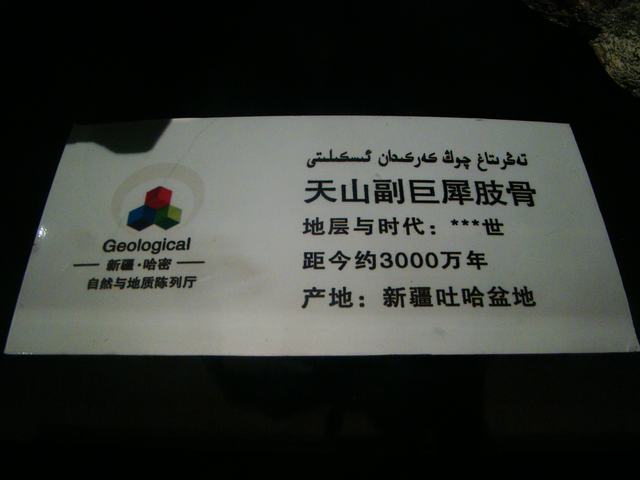 Geological
新疆·哈密
自然与地质陈列厅
تەڭرىتاغ چوڭ كەركىدان ئىسكىلىتى
天山副巨犀肢骨
地层与时代：***世
距今约3000万年
产地：新疆吐哈盆地